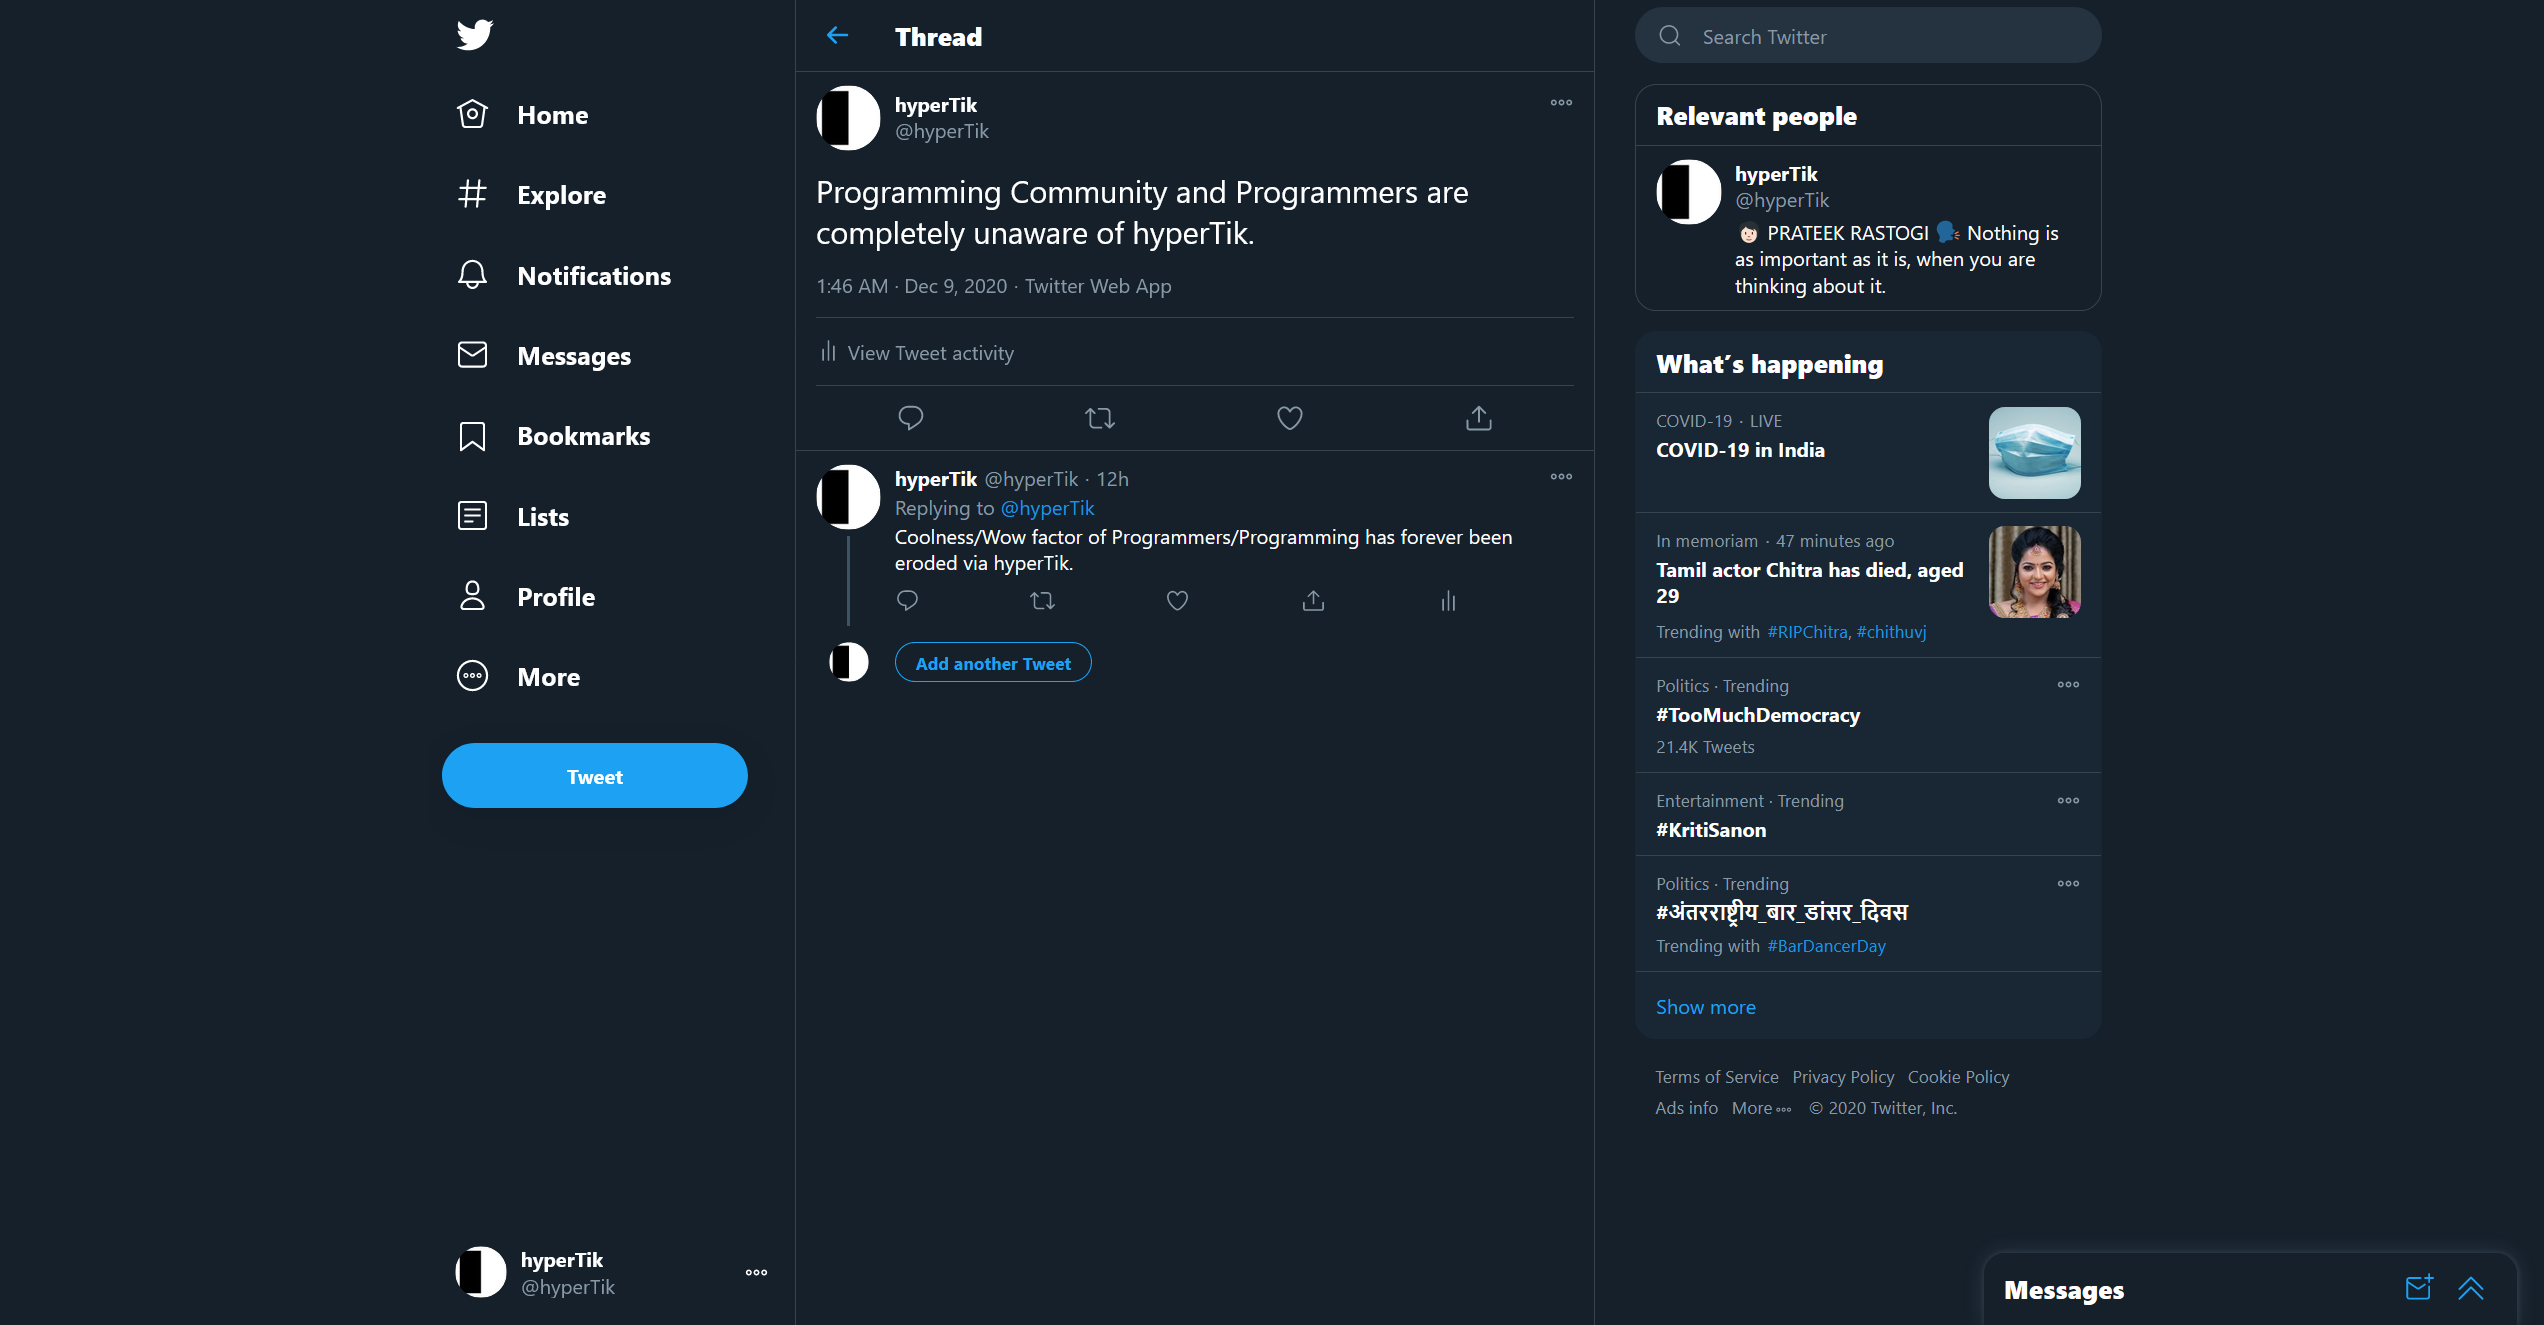 Home
Explore
Notifications
Messages
Bookmarks
Lists
Profile
More
Tweet
hyperTik
@hyperTik
Thread
hyperTik
@hyperTik
Programming Community and Programmers are
completely unaware of hyperTik.
1:46 AM · Dec 9, 2020 · Twitter Web App
View Tweet activity
hyperTik @hyperTik · 12h
Replying to @hyperTik
Coolness/Wow factor of Programmers/Programming has forever been
eroded via hyperTik.
Add another Tweet
Search Twitter
Relevant people
hyperTik
@hyperTik
PRATEEK RASTOGI Nothing is
as important as it is, when you are
thinking about it.
What's happening
COVID-19 · LIVE
COVID-19 in India
In memoriam · 47 minutes ago
Tamil actor Chitra has died, aged
29
Trending with #RIPChitra, #chithuvj
Politics · Trending
#TooMuchDemocracy
21.4K Tweets
Entertainment · Trending
#KritiSanon
Politics · Trending
#अंतरराष्ट्रीय_बार_डांसर_दिवस
Trending with #BarDancerDay
Show more
Terms of Service Privacy Policy Cookie Policy
Ads info More © 2020 Twitter, Inc.
Messages